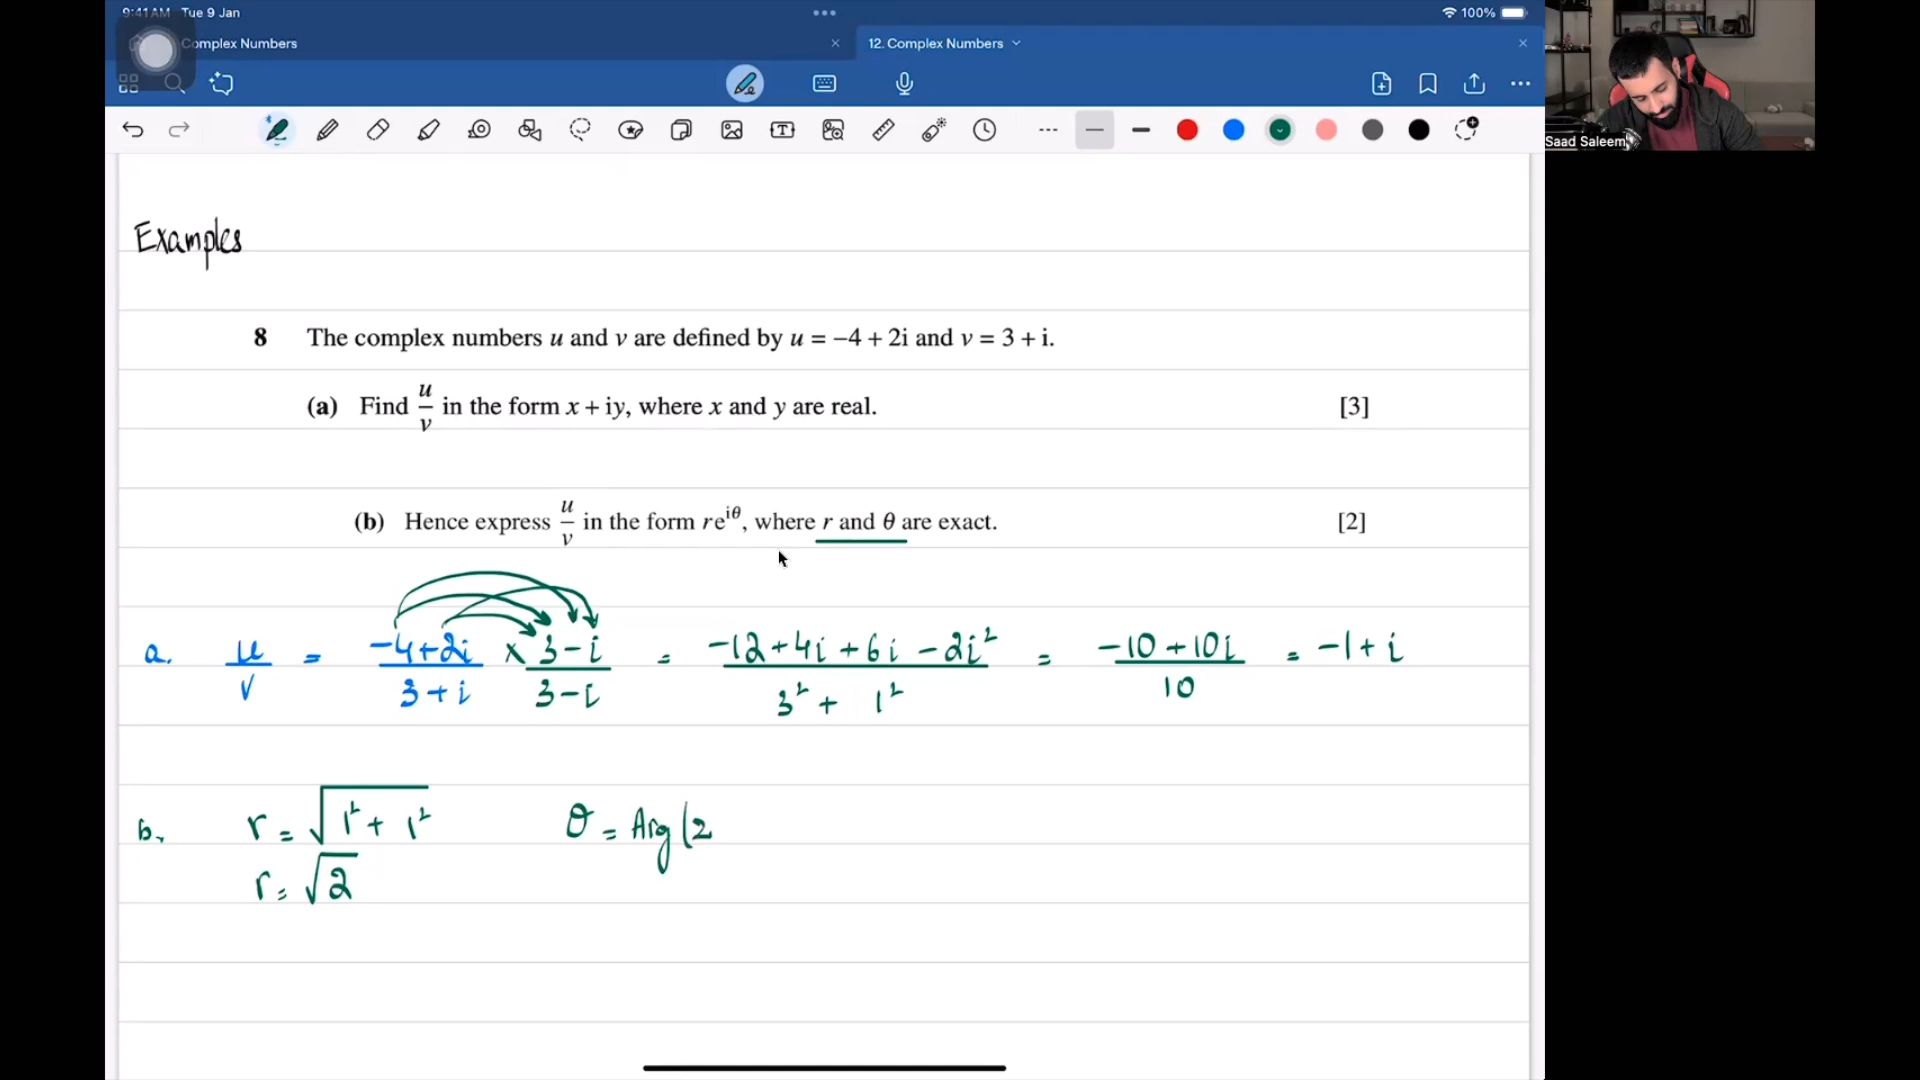 9:41 AM Tue 9 Jan
100%
Complex Numbers
12. Complex Numbers
Saad Saleem
Examples
8 The complex numbers u and v are defined by u = −4 + 2i and v = 3 + i.
(a) Find u/v in the form x + iy, where x and y are real. [3]
(b) Hence express u/v in the form re^{iθ}, where r and θ are exact. [2]
a. u/v = (-4+2i)/(3+i) × (3-i)/(3-i) = (-12+4i+6i-2i²)/(3²+1²) = (-10+10i)/10 = -1+i
b. r = √(1²+1²) θ = Arg(z
r = √2